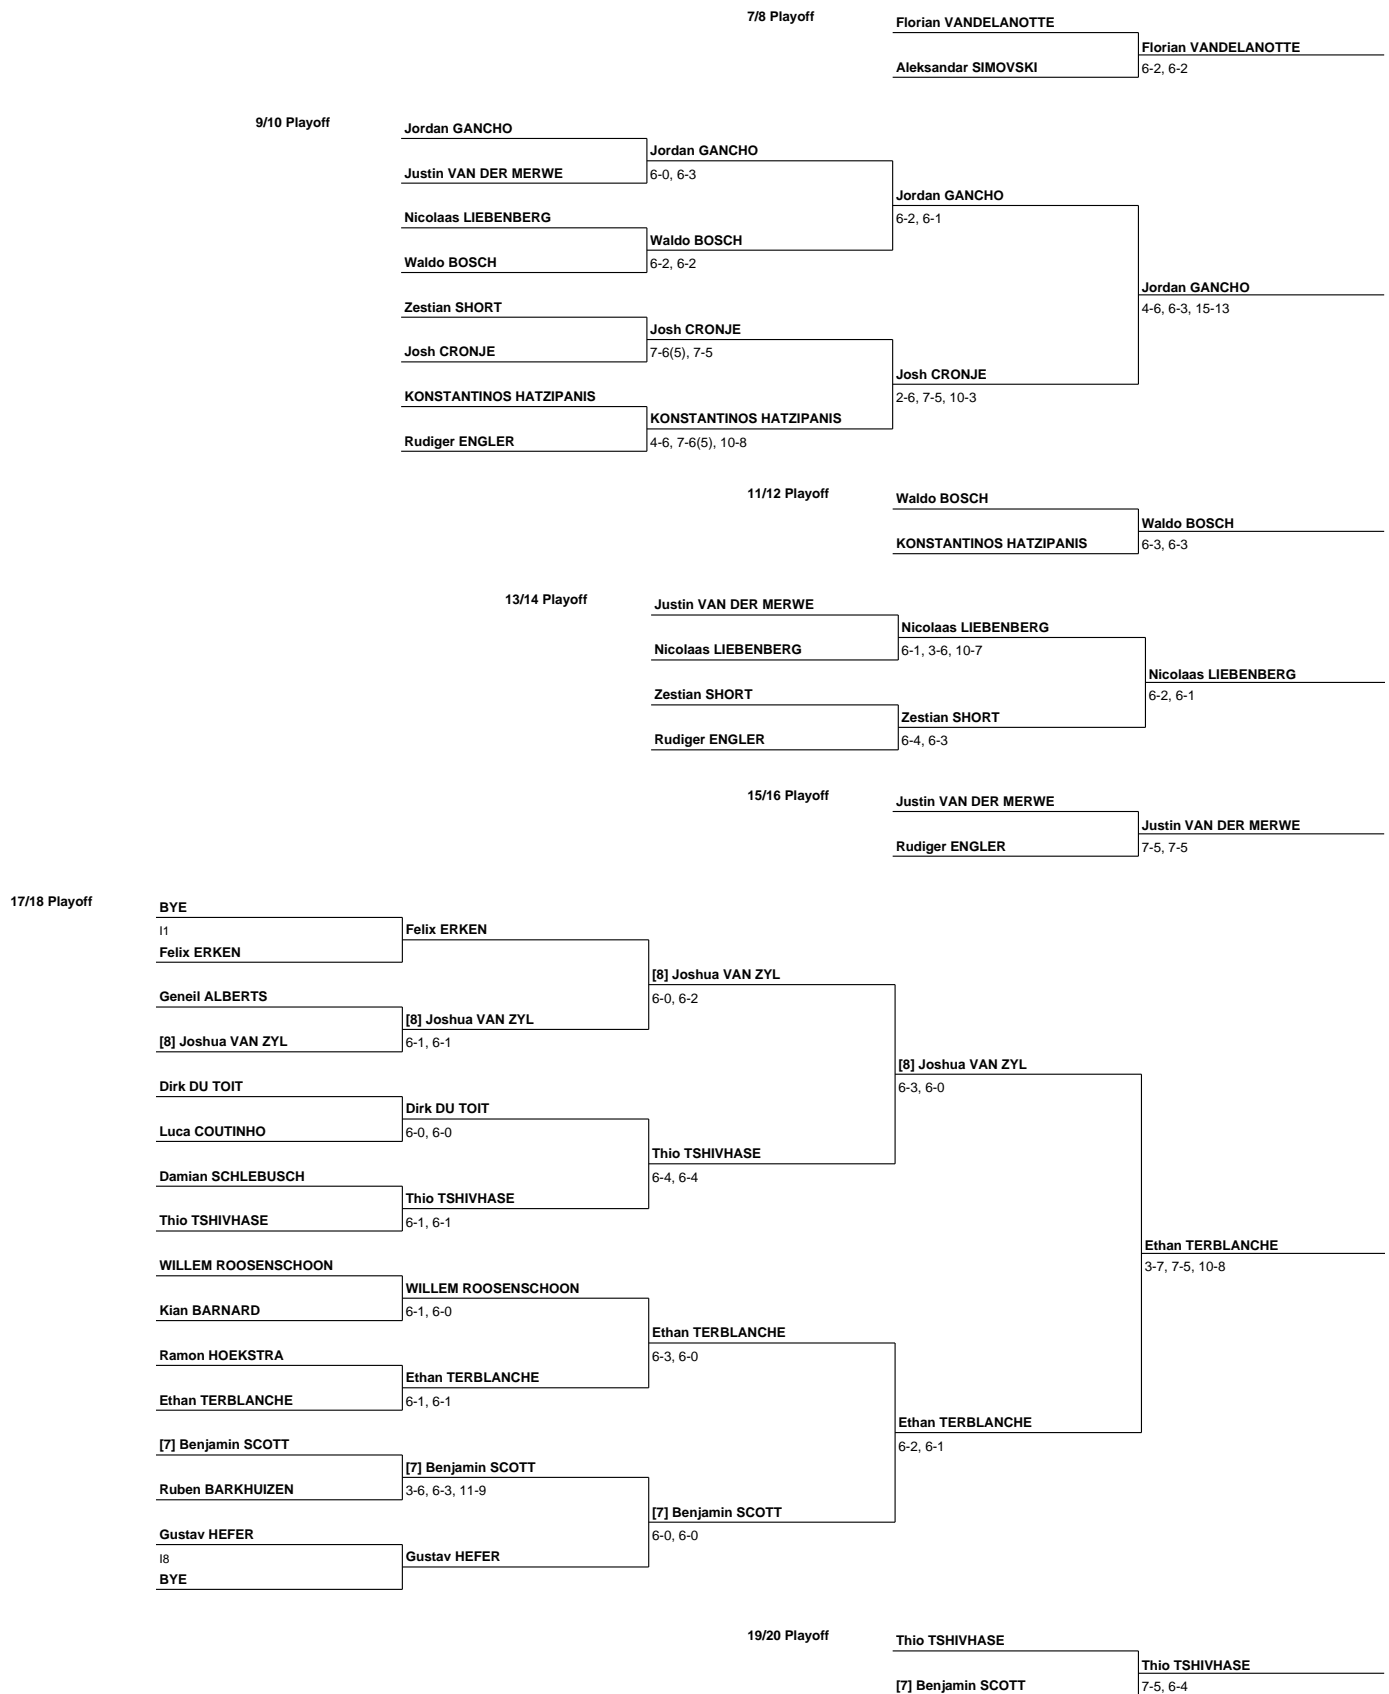 7/8 Playoff
Florian VANDELANOTTE
Florian VANDELANOTTE
Aleksandar SIMOVSKI
6-2, 6-2
9/10 Playoff
Jordan GANCHO
Jordan GANCHO
Justin VAN DER MERWE
6-0, 6-3
Jordan GANCHO
Nicolaas LIEBENBERG
6-2, 6-1
Waldo BOSCH
Waldo BOSCH
6-2, 6-2
Jordan GANCHO
Zestian SHORT
4-6, 6-3, 15-13
Josh CRONJE
Josh CRONJE
7-6(5), 7-5
Josh CRONJE
KONSTANTINOS HATZIPANIS
2-6, 7-5, 10-3
KONSTANTINOS HATZIPANIS
Rudiger ENGLER
4-6, 7-6(5), 10-8
11/12 Playoff
Waldo BOSCH
Waldo BOSCH
KONSTANTINOS HATZIPANIS
6-3, 6-3
13/14 Playoff
Justin VAN DER MERWE
Nicolaas LIEBENBERG
Nicolaas LIEBENBERG
6-1, 3-6, 10-7
Nicolaas LIEBENBERG
Zestian SHORT
6-2, 6-1
Zestian SHORT
Rudiger ENGLER
6-4, 6-3
15/16 Playoff
Justin VAN DER MERWE
Justin VAN DER MERWE
Rudiger ENGLER
7-5, 7-5
17/18 Playoff
BYE
I1
Felix ERKEN
Felix ERKEN
[8] Joshua VAN ZYL
Geneil ALBERTS
6-0, 6-2
[8] Joshua VAN ZYL
[8] Joshua VAN ZYL
6-1, 6-1
[8] Joshua VAN ZYL
Dirk DU TOIT
6-3, 6-0
Dirk DU TOIT
Luca COUTINHO
6-0, 6-0
Thio TSHIVHASE
Damian SCHLEBUSCH
6-4, 6-4
Thio TSHIVHASE
Thio TSHIVHASE
6-1, 6-1
Ethan TERBLANCHE
WILLEM ROOSENSCHOON
3-7, 7-5, 10-8
WILLEM ROOSENSCHOON
Kian BARNARD
6-1, 6-0
Ethan TERBLANCHE
Ramon HOEKSTRA
6-3, 6-0
Ethan TERBLANCHE
Ethan TERBLANCHE
6-1, 6-1
Ethan TERBLANCHE
[7] Benjamin SCOTT
6-2, 6-1
[7] Benjamin SCOTT
Ruben BARKHUIZEN
3-6, 6-3, 11-9
[7] Benjamin SCOTT
Gustav HEFER
6-0, 6-0
I8
Gustav HEFER
BYE
19/20 Playoff
Thio TSHIVHASE
Thio TSHIVHASE
[7] Benjamin SCOTT
7-5, 6-4